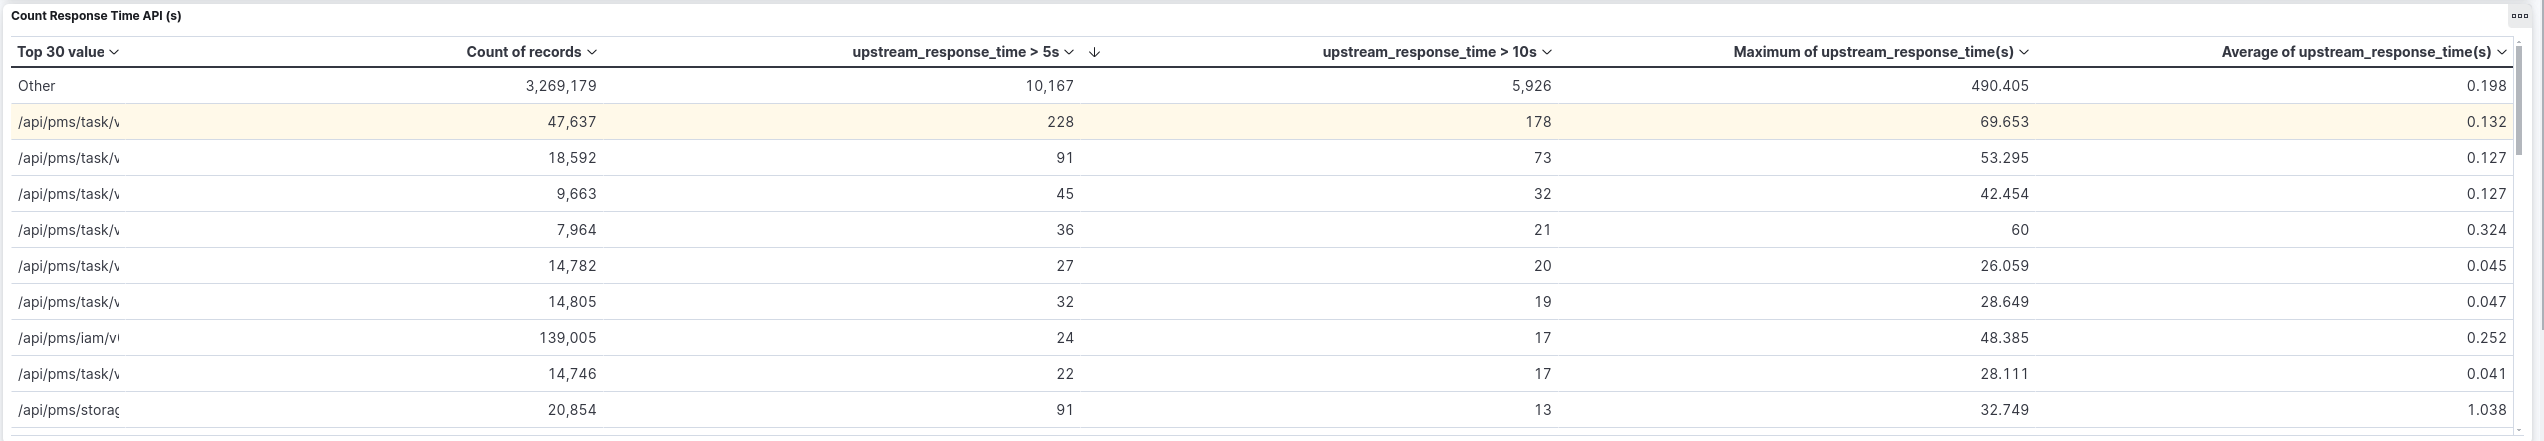 Count Response Time API (s)
Top 30 value Count of records upstream_response_time > 5s upstream_response_time > 10s Maximum of upstream_response_time(s) Average of upstream_response_time(s)
Other 3,269,179 10,167 5,926 490.405 0.198
/api/pms/task/v 47,637 228 178 69.653 0.132
/api/pms/task/v 18,592 91 73 53.295 0.127
/api/pms/task/v 9,663 45 32 42.454 0.127
/api/pms/task/v 7,964 36 21 60 0.324
/api/pms/task/v 14,782 27 20 26.059 0.045
/api/pms/task/v 14,805 32 19 28.649 0.047
/api/pms/iam/v 139,005 24 17 48.385 0.252
/api/pms/task/v 14,746 22 17 28.111 0.041
/api/pms/storag 20,854 91 13 32.749 1.038